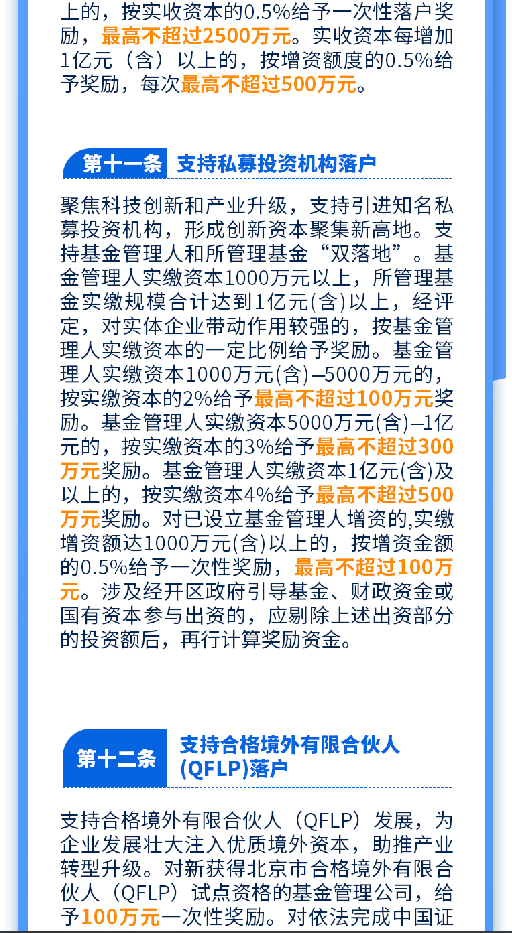 上的，按实收资本的0.5%给予一次性落户奖
励，最高不超过2500万元。实收资本每增加
1亿元（含）以上的，按增资额度的0.5%给
予奖励，每次最高不超过500万元。
第十一条 支持私募投资机构落户
聚焦科技创新和产业升级，支持引进知名私
募投资机构，形成创新资本聚集新高地。支
持基金管理人和所管理基金“双落地”。基
金管理人实缴资本1000万元以上，所管理基
金实缴规模合计达到1亿元(含)以上，经评
定，对实体企业带动作用较强的，按基金管
理人实缴资本的一定比例给予奖励。基金管
理人实缴资本1000万元(含)–5000万元的，
按实缴资本的2%给予最高不超过100万元奖
励。基金管理人实缴资本5000万元(含)–1亿
元的，按实缴资本的3%给予最高不超过300
万元奖励。基金管理人实缴资本1亿元(含)及
以上的，按实缴资本4%给予最高不超过500
万元奖励。对已设立基金管理人增资的,实缴
增资额达1000万元(含)以上的，按增资金额
的0.5%给予一次性奖励，最高不超过100万
元。涉及经开区政府引导基金、财政资金或
国有资本参与出资的，应剔除上述出资部分
的投资额后，再行计算奖励资金。
第十二条 支持合格境外有限合伙人
(QFLP)落户
支持合格境外有限合伙人（QFLP）发展，为
企业发展壮大注入优质境外资本，助推产业
转型升级。对新获得北京市合格境外有限合
伙人（QFLP）试点资格的基金管理公司，给
予100万元一次性奖励。对依法完成中国证